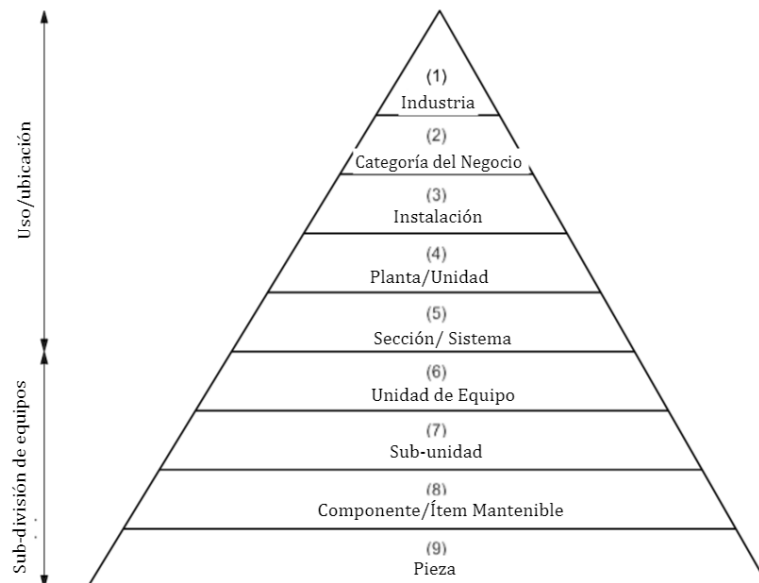 (1)
Industria
(2)
Categoría del Negocio
(3)
Instalación
(4)
Planta/Unidad
(5)
Sección/ Sistema
(6)
Unidad de Equipo
(7)
Sub-unidad
(8)
Componente/Ítem Mantenible
(9)
Pieza
Uso/ubicación
Sub-división de equipos